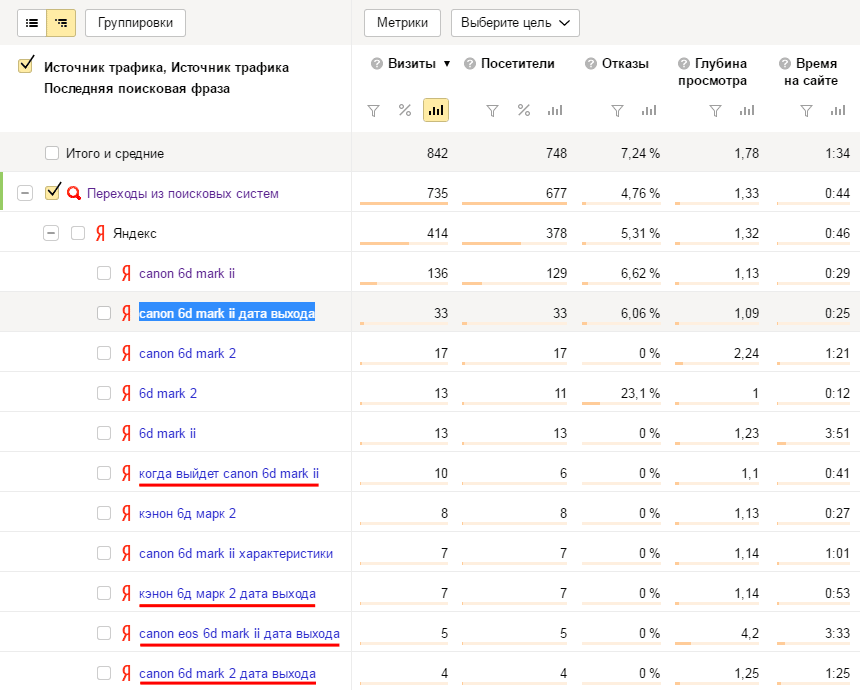 Группировки Метрики Выберите цель
Источник трафика, Источник трафика Визиты ▼ Посетители Отказы Глубина Время
Последняя поисковая фраза просмотра на сайте
% %
Итого и средние 842 748 7,24 % 1,78 1:34
Переходы из поисковых систем 735 677 4,76 % 1,33 0:44
Я Яндекс 414 378 5,31 % 1,32 0:46
Я canon 6d mark ii 136 129 6,62 % 1,13 0:29
Я canon 6d mark ii дата выхода 33 33 6,06 % 1,09 0:25
Я canon 6d mark 2 17 17 0 % 2,24 1:21
Я 6d mark 2 13 11 23,1 % 1 0:12
Я 6d mark ii 13 13 0 % 1,23 3:51
Я когда выйдет canon 6d mark ii 10 6 0 % 1,1 0:41
Я кэнон 6д марк 2 8 8 0 % 1,13 0:27
Я canon 6d mark ii характеристики 7 7 0 % 1,14 1:01
Я кэнон 6д марк 2 дата выхода 7 7 0 % 1,14 0:53
Я canon eos 6d mark ii дата выхода 5 5 0 % 4,2 3:33
Я canon 6d mark 2 дата выхода 4 4 0 % 1,25 1:25